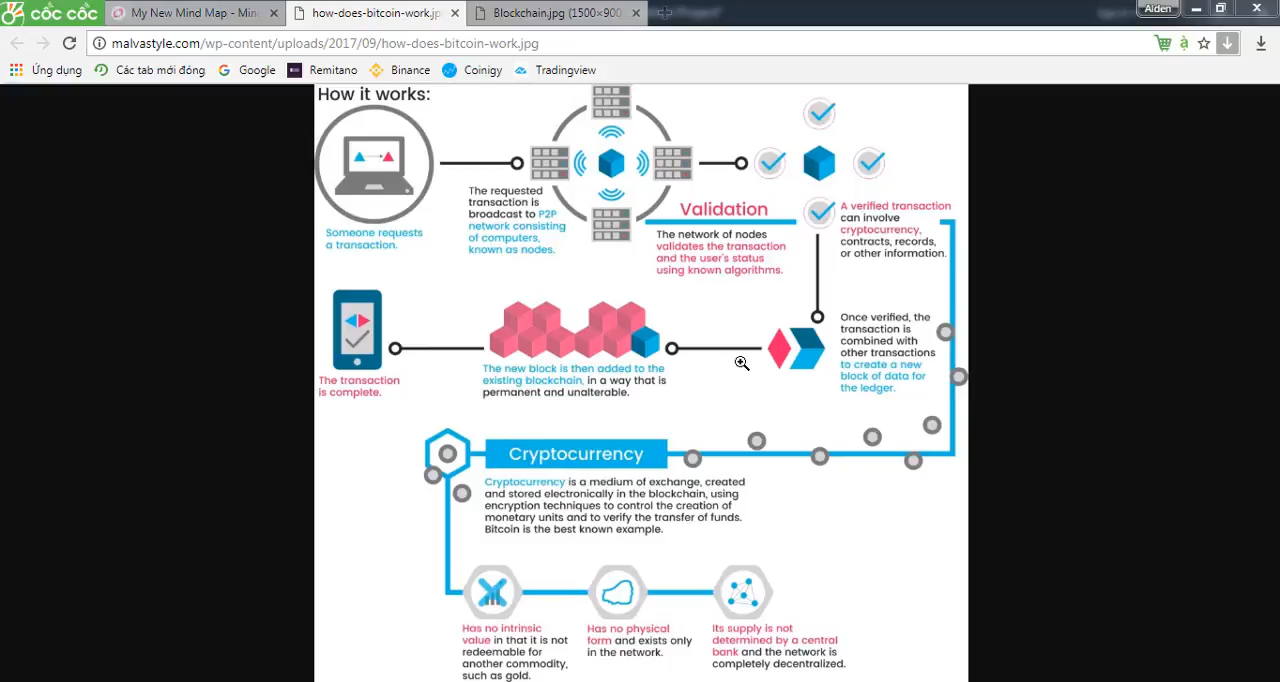 cốc cốc
My New Mind Map - Min
how-does-bitcoin-work.jp
Blockchain.jpg (1500×900
Aiden
malvastyle.com/wp-content/uploads/2017/09/how-does-bitcoin-work.jpg
Ứng dụng
Các tab mới đóng
Google
Remitano
Binance
Coinigy
Tradingview
How it works:
Someone requests
a transaction.
The requested
transaction is
broadcast to P2P
network consisting
of computers,
known as nodes.
Validation
The network of nodes
validates the transaction
and the user's status
using known algorithms.
A verified transaction
can involve
cryptocurrency,
contracts, records,
or other information.
Once verified, the
transaction is
combined with
other transactions
to create a new
block of data for
the ledger.
The new block is then added to the
existing blockchain, in a way that is
permanent and unalterable.
The transaction
is complete.
Cryptocurrency
Cryptocurrency is a medium of exchange, created
and stored electronically in the blockchain, using
encryption techniques to control the creation of
monetary units and to verify the transfer of funds.
Bitcoin is the best known example.
Has no intrinsic
value in that it is not
redeemable for
another commodity,
such as gold.
Has no physical
form and exists only
in the network.
Its supply is not
determined by a central
bank and the network is
completely decentralized.